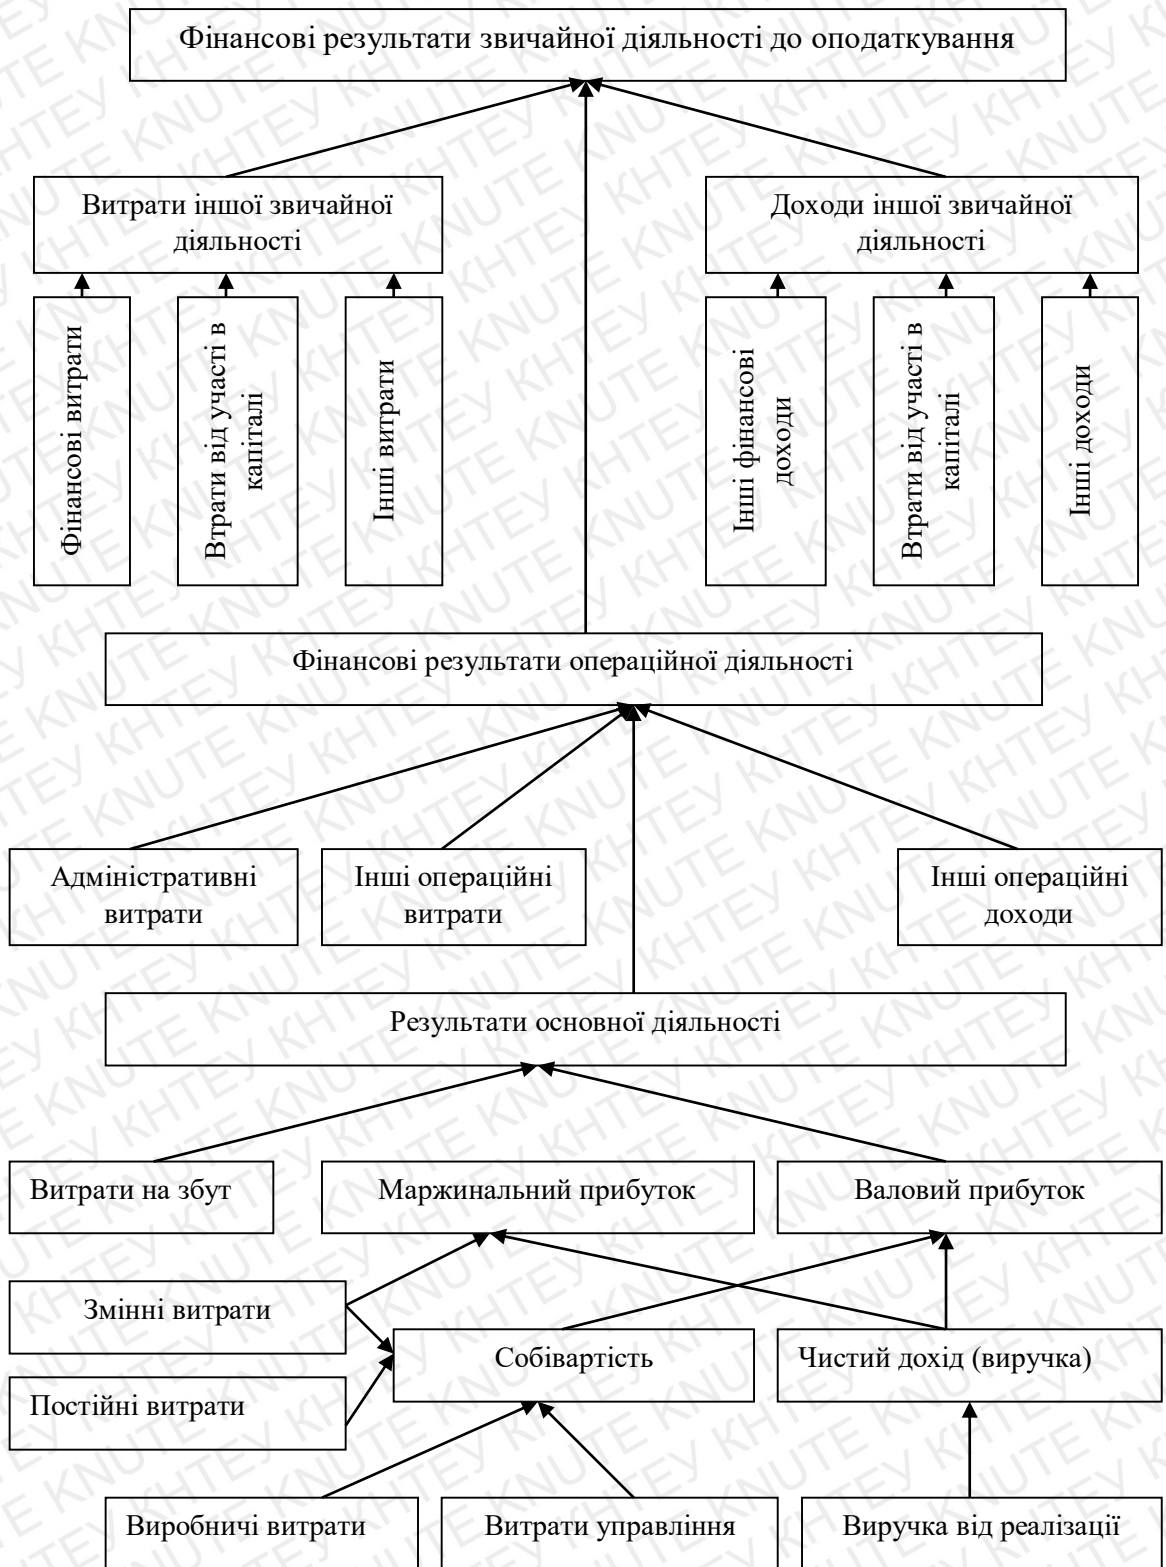 Фінансові результати звичайної діяльності до оподаткування
Витрати іншої звичайної
діяльності
Доходи іншої звичайної
діяльності
Фінансові витрати
Втрати від участі в
капіталі
Інші витрати
Інші фінансові
доходи
Втрати від участі в
капіталі
Інші доходи
Фінансові результати операційної діяльності
Адміністративні
витрати
Інші операційні
витрати
Інші операційні
доходи
Результати основної діяльності
Витрати на збут
Маржинальний прибуток
Валовий прибуток
Змінні витрати
Собівартість
Чистий дохід (виручка)
Постійні витрати
Виробничі витрати
Витрати управління
Виручка від реалізації